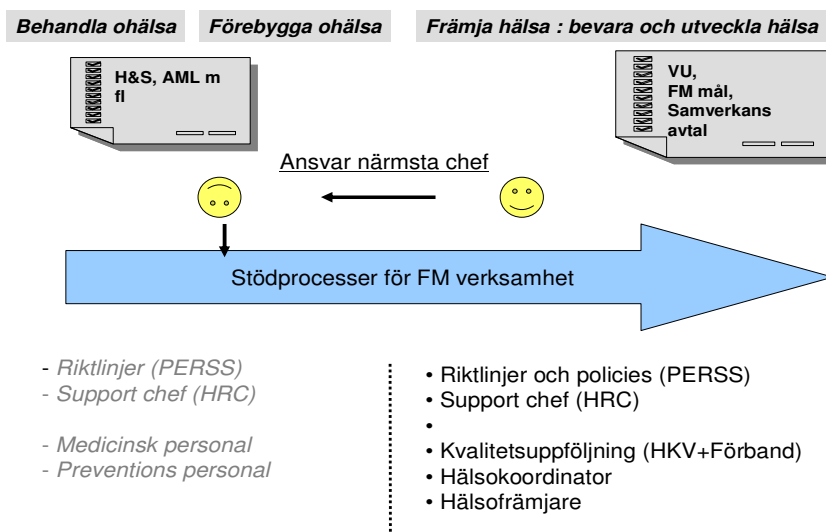 Behandla ohälsa
Förebygga ohälsa
Främja hälsa : bevara och utveckla hälsa
H&S, AML m
fl
VU,
FM mål,
Samverkans
avtal
Ansvar närmsta chef
Stödprocesser för FM verksamhet
- Riktlinjer (PERSS)
- Support chef (HRC)
- Medicinsk personal
- Preventions personal
• Riktlinjer och policies (PERSS)
• Support chef (HRC)
•
• Kvalitetsuppföljning (HKV+Förband)
• Hälsokoordinator
• Hälsofrämjare